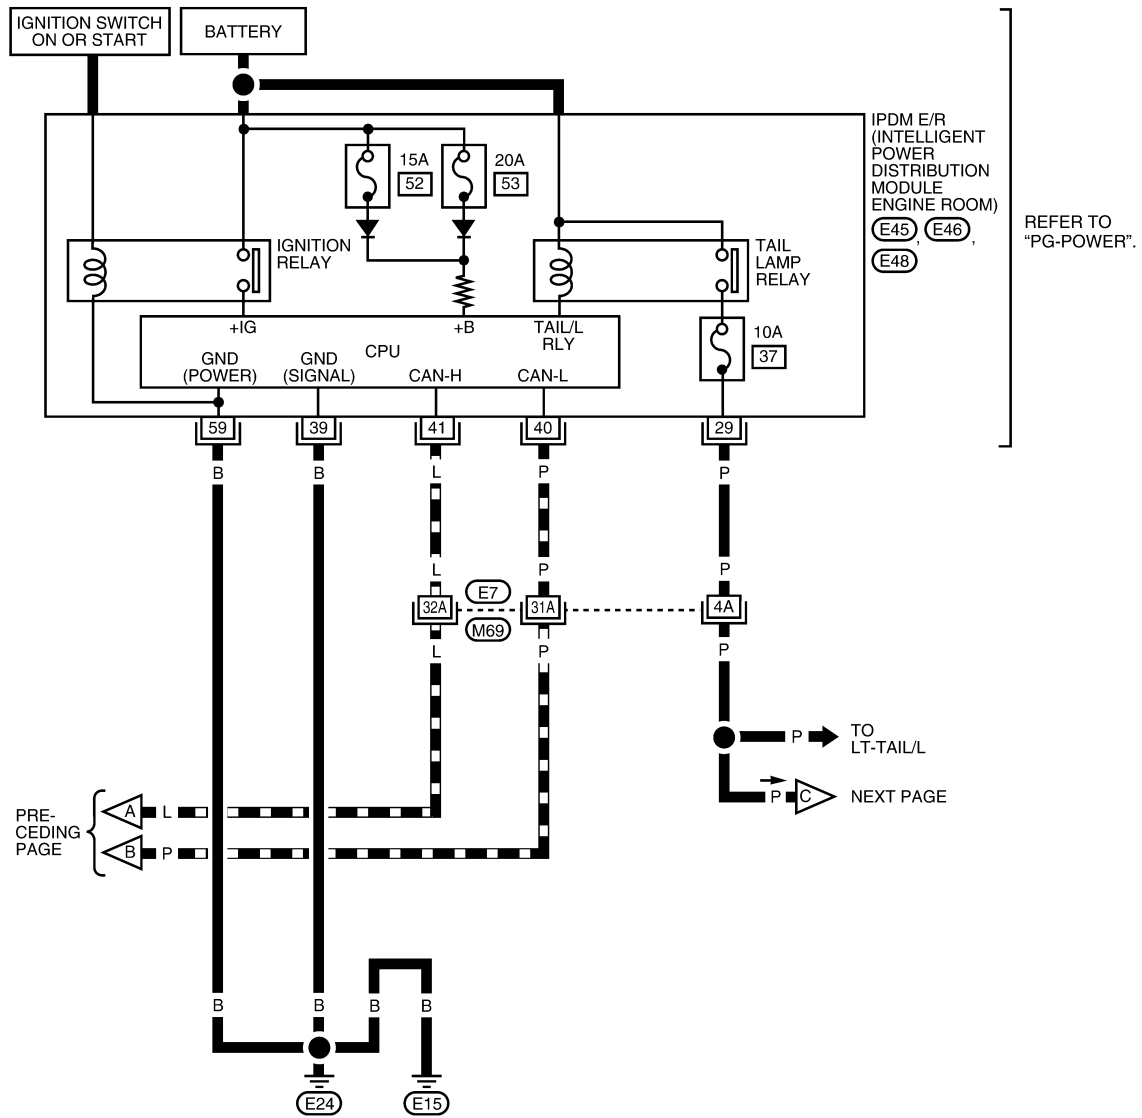 IGNITION SWITCH
ON OR START
BATTERY
IPDM E/R
(INTELLIGENT
POWER
DISTRIBUTION
MODULE
ENGINE ROOM)
E45 , E46 ,
E48
REFER TO
“PG-POWER”.
15A
52
20A
53
IGNITION
RELAY
TAIL
LAMP
RELAY
+IG
+B
TAIL/L
RLY
10A
37
CPU
GND
(POWER)
GND
(SIGNAL)
CAN-H
CAN-L
59
39
41
40
29
B
B
L
P
P
L
P
P
32A
E7
M69
31A
4A
L
P
P
P
TO
LT-TAIL/L
P
C
NEXT PAGE
PRE-
CEDING
PAGE
A
L
B
P
B
B
B
B
E24
E15